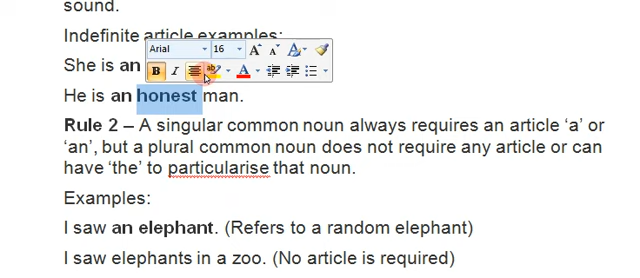 sound.
Indefinite article examples:
She is an
Arial 16 A A A
B I ab A
He is an honest man.
Rule 2 – A singular common noun always requires an article ‘a’ or
‘an’, but a plural common noun does not require any article or can
have ‘the’ to particularise that noun.
Examples:
I saw an elephant. (Refers to a random elephant)
I saw elephants in a zoo. (No article is required)